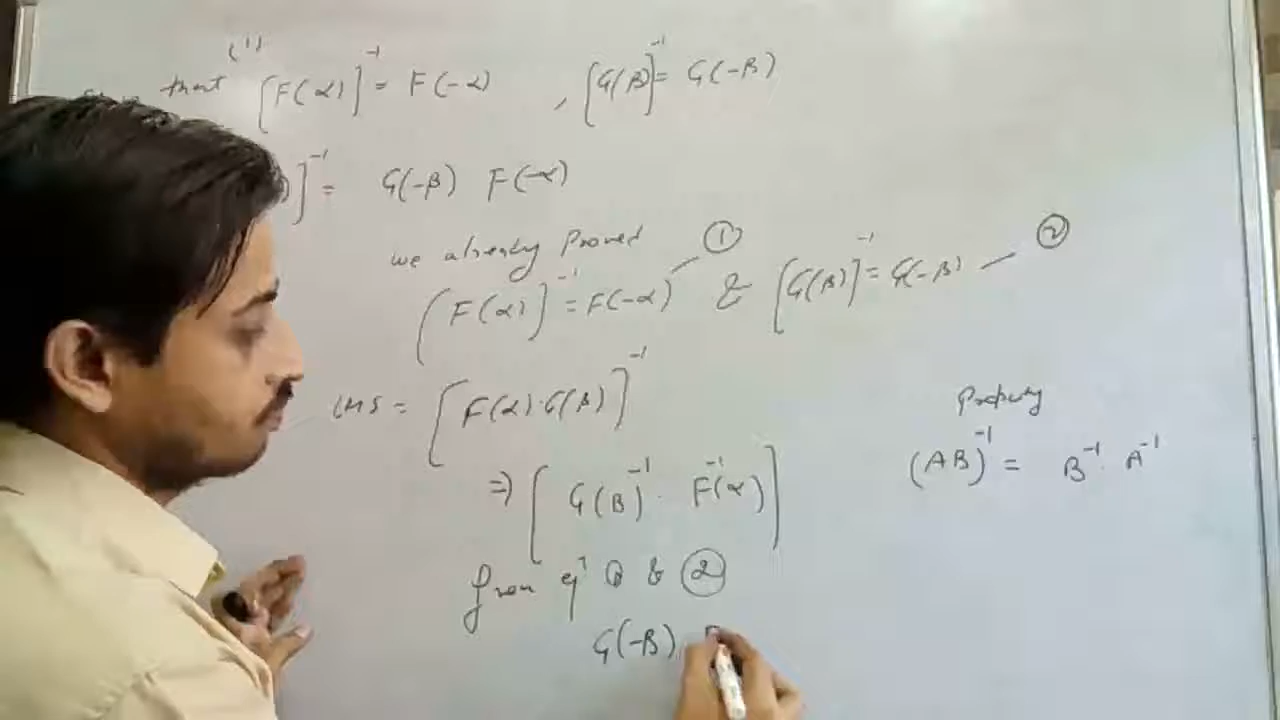 (1)
that [F(α)]⁻¹ = F(-α) , [G(β)]⁻¹ = G(-β)
]⁻¹ = G(-β) F(-α)
we already Proved
[F(α)]⁻¹ = F(-α) — ① & [G(β)]⁻¹ = G(-β) — ②
LHS = [F(α)·G(β)]⁻¹
Property
(AB)⁻¹ = B⁻¹ · A⁻¹
⇒ [G(β)⁻¹ · F⁻¹(α)]
from eqⁿ ① & ②
G(-β)